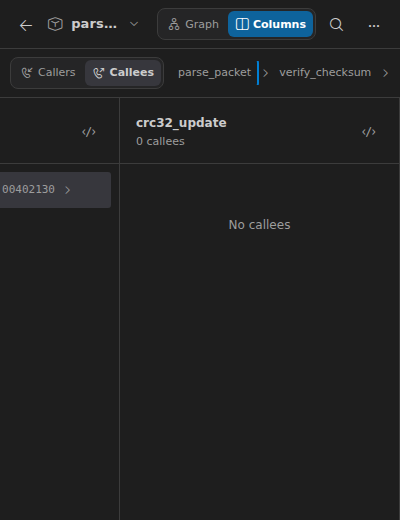 pars... Graph Columns ...
Callers Callees parse_packet verify_checksum
crc32_update
0 callees
00402130
No callees